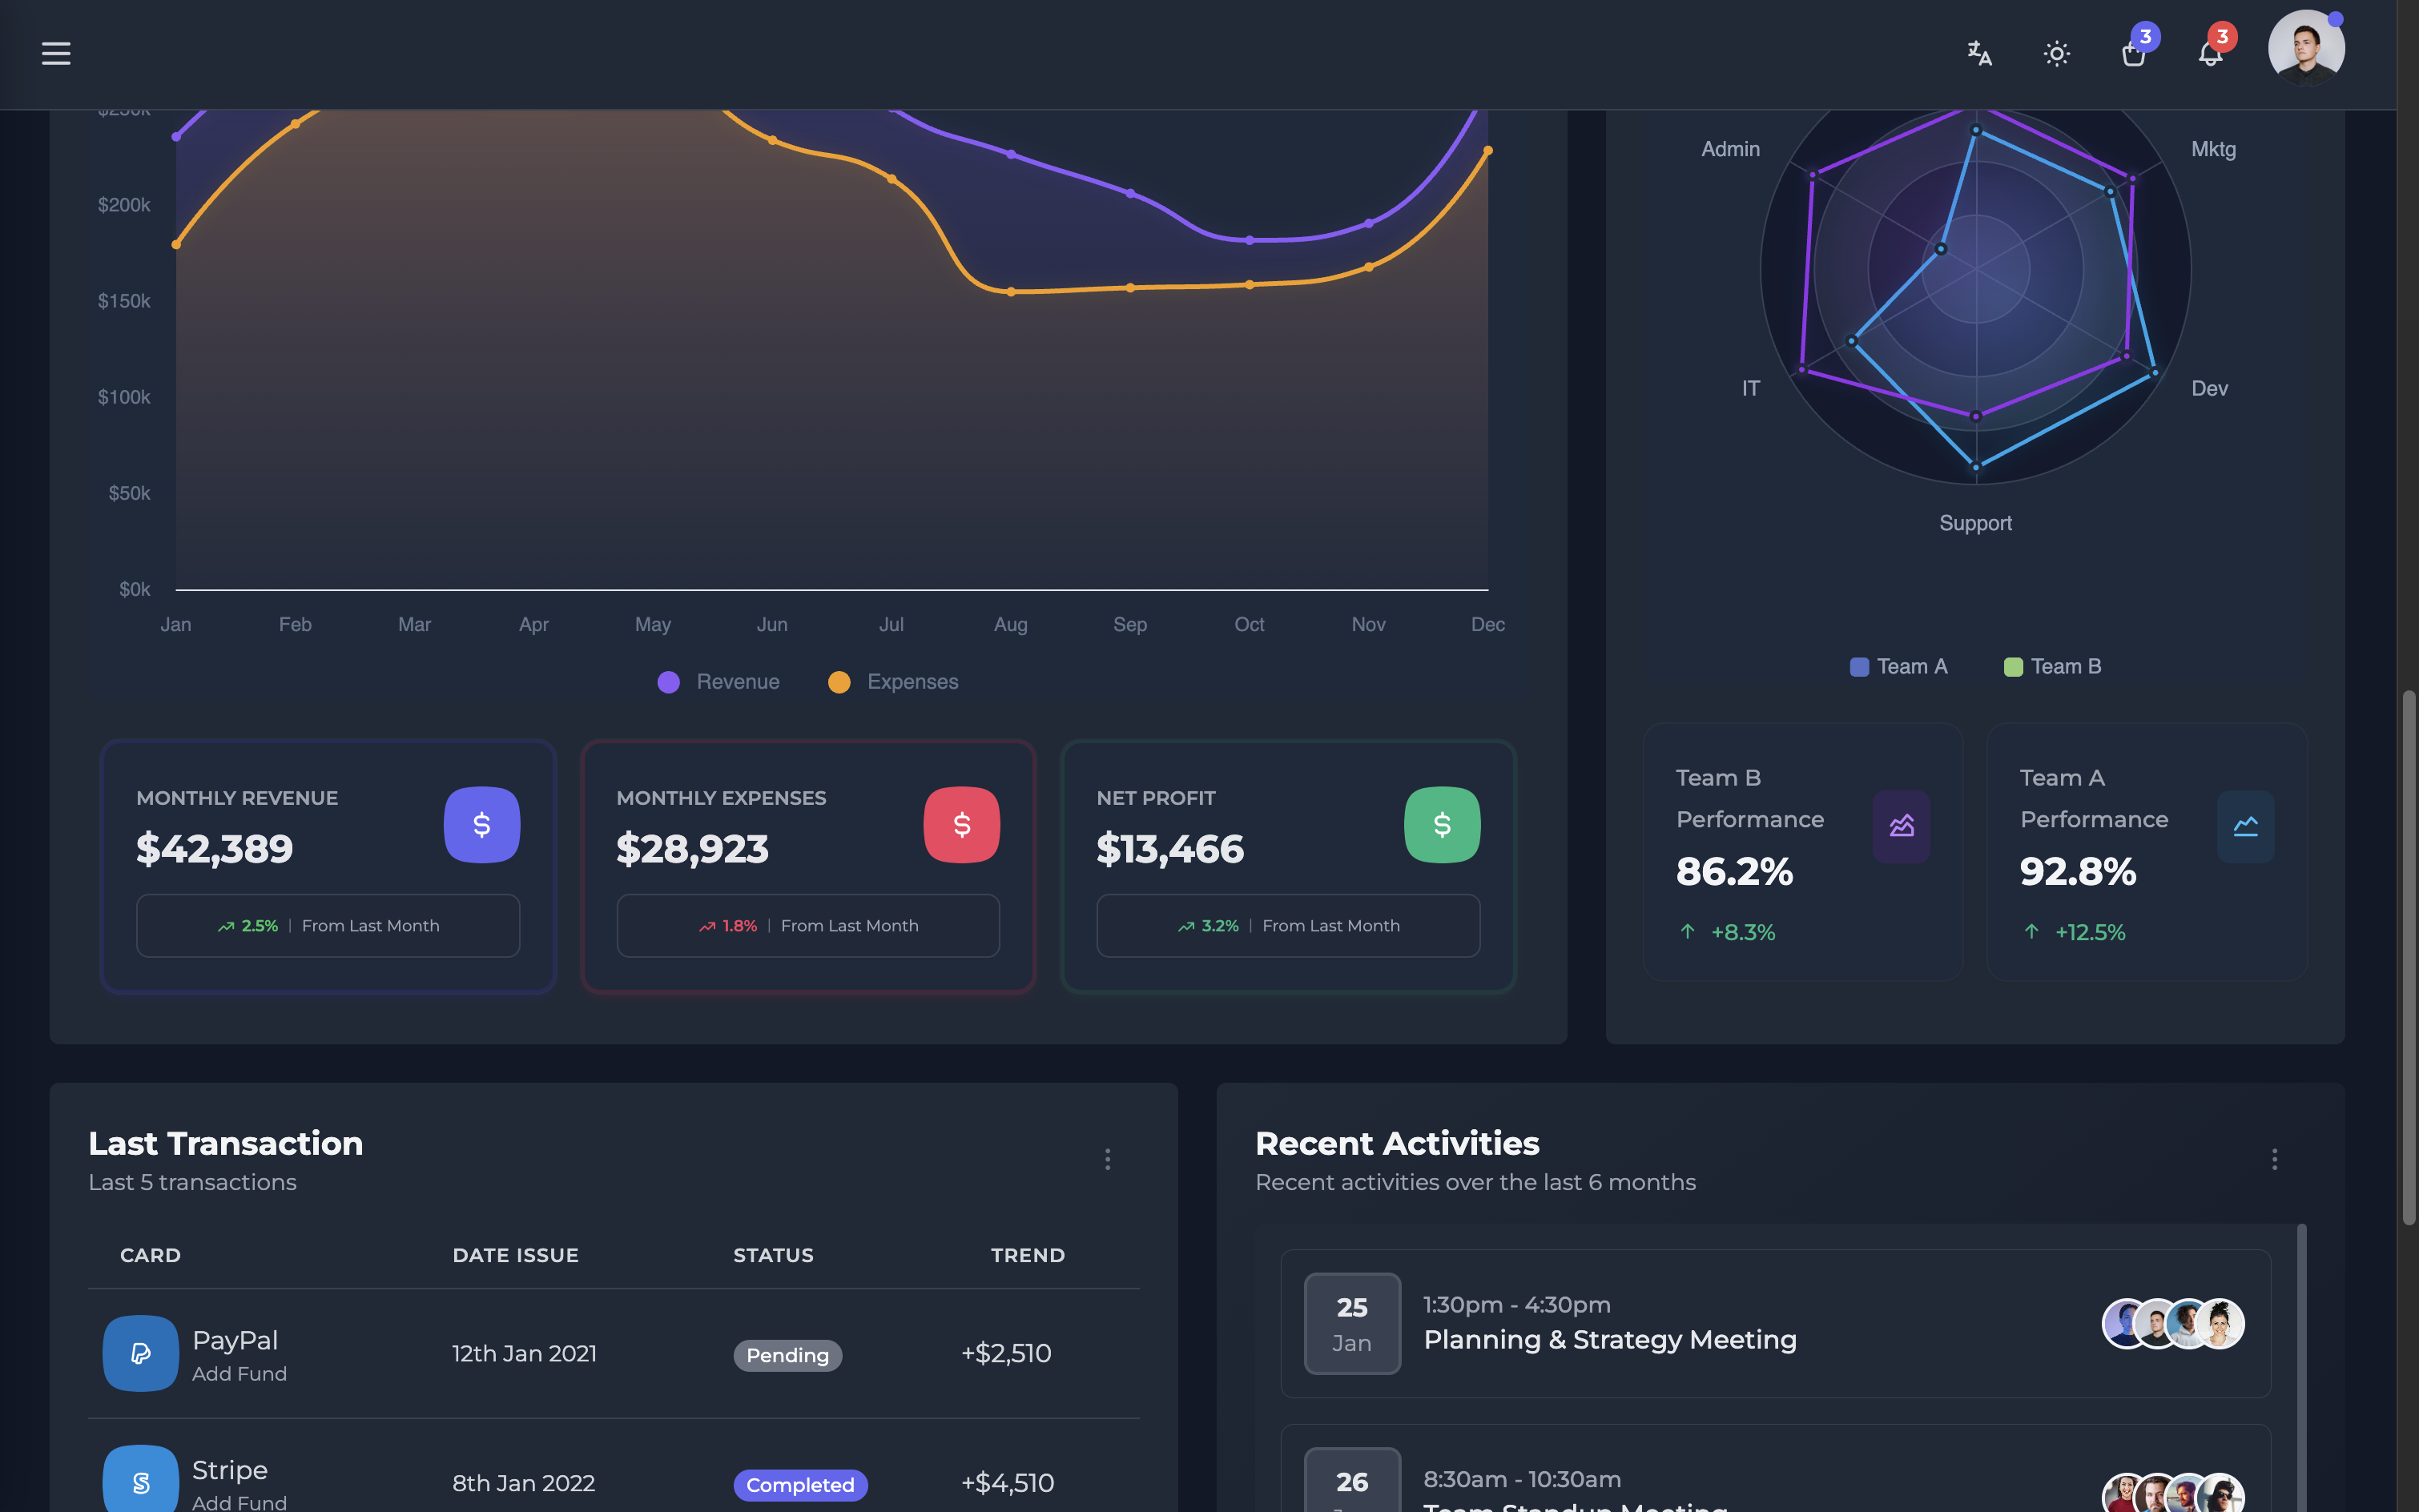 3
3
$250k
$200k
$150k
$100k
$50k
$0k
Jan Feb Mar Apr May Jun Jul Aug Sep Oct Nov Dec
Revenue Expenses
Admin
Mktg
IT
Dev
Support
Team A Team B
MONTHLY REVENUE
$42,389
2.5% | From Last Month
MONTHLY EXPENSES
$28,923
1.8% | From Last Month
NET PROFIT
$13,466
3.2% | From Last Month
Team B
Performance
86.2%
+8.3%
Team A
Performance
92.8%
+12.5%
Last Transaction
Last 5 transactions
CARD DATE ISSUE STATUS TREND
PayPal
Add Fund
12th Jan 2021
Pending
+$2,510
Stripe
Add Fund
8th Jan 2022
Completed
+$4,510
Recent Activities
Recent activities over the last 6 months
25
Jan
1:30pm - 4:30pm
Planning & Strategy Meeting
26
8:30am - 10:30am
Team Standup Meeting